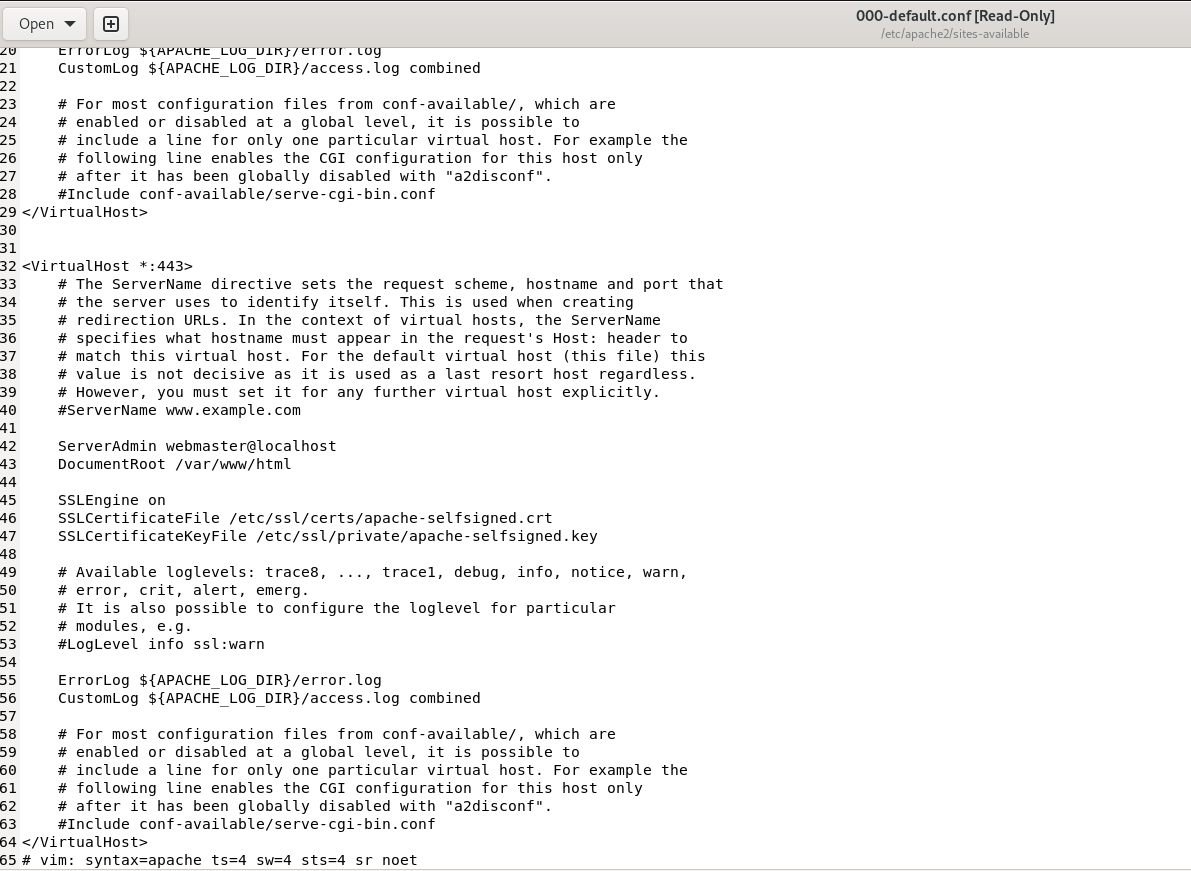 Open
000-default.conf [Read-Only]
/etc/apache2/sites-available
20     ErrorLog ${APACHE_LOG_DIR}/error.log
21     CustomLog ${APACHE_LOG_DIR}/access.log combined
22
23     # For most configuration files from conf-available/, which are
24     # enabled or disabled at a global level, it is possible to
25     # include a line for only one particular virtual host. For example the
26     # following line enables the CGI configuration for this host only
27     # after it has been globally disabled with "a2disconf".
28     #Include conf-available/serve-cgi-bin.conf
29 </VirtualHost>
30
31
32 <VirtualHost *:443>
33     # The ServerName directive sets the request scheme, hostname and port that
34     # the server uses to identify itself. This is used when creating
35     # redirection URLs. In the context of virtual hosts, the ServerName
36     # specifies what hostname must appear in the request's Host: header to
37     # match this virtual host. For the default virtual host (this file) this
38     # value is not decisive as it is used as a last resort host regardless.
39     # However, you must set it for any further virtual host explicitly.
40     #ServerName www.example.com
41
42     ServerAdmin webmaster@localhost
43     DocumentRoot /var/www/html
44
45     SSLEngine on
46     SSLCertificateFile /etc/ssl/certs/apache-selfsigned.crt
47     SSLCertificateKeyFile /etc/ssl/private/apache-selfsigned.key
48
49     # Available loglevels: trace8, ..., trace1, debug, info, notice, warn,
50     # error, crit, alert, emerg.
51     # It is also possible to configure the loglevel for particular
52     # modules, e.g.
53     #LogLevel info ssl:warn
54
55     ErrorLog ${APACHE_LOG_DIR}/error.log
56     CustomLog ${APACHE_LOG_DIR}/access.log combined
57
58     # For most configuration files from conf-available/, which are
59     # enabled or disabled at a global level, it is possible to
60     # include a line for only one particular virtual host. For example the
61     # following line enables the CGI configuration for this host only
62     # after it has been globally disabled with "a2disconf".
63     #Include conf-available/serve-cgi-bin.conf
64 </VirtualHost>
65 # vim: syntax=apache ts=4 sw=4 sts=4 sr noet